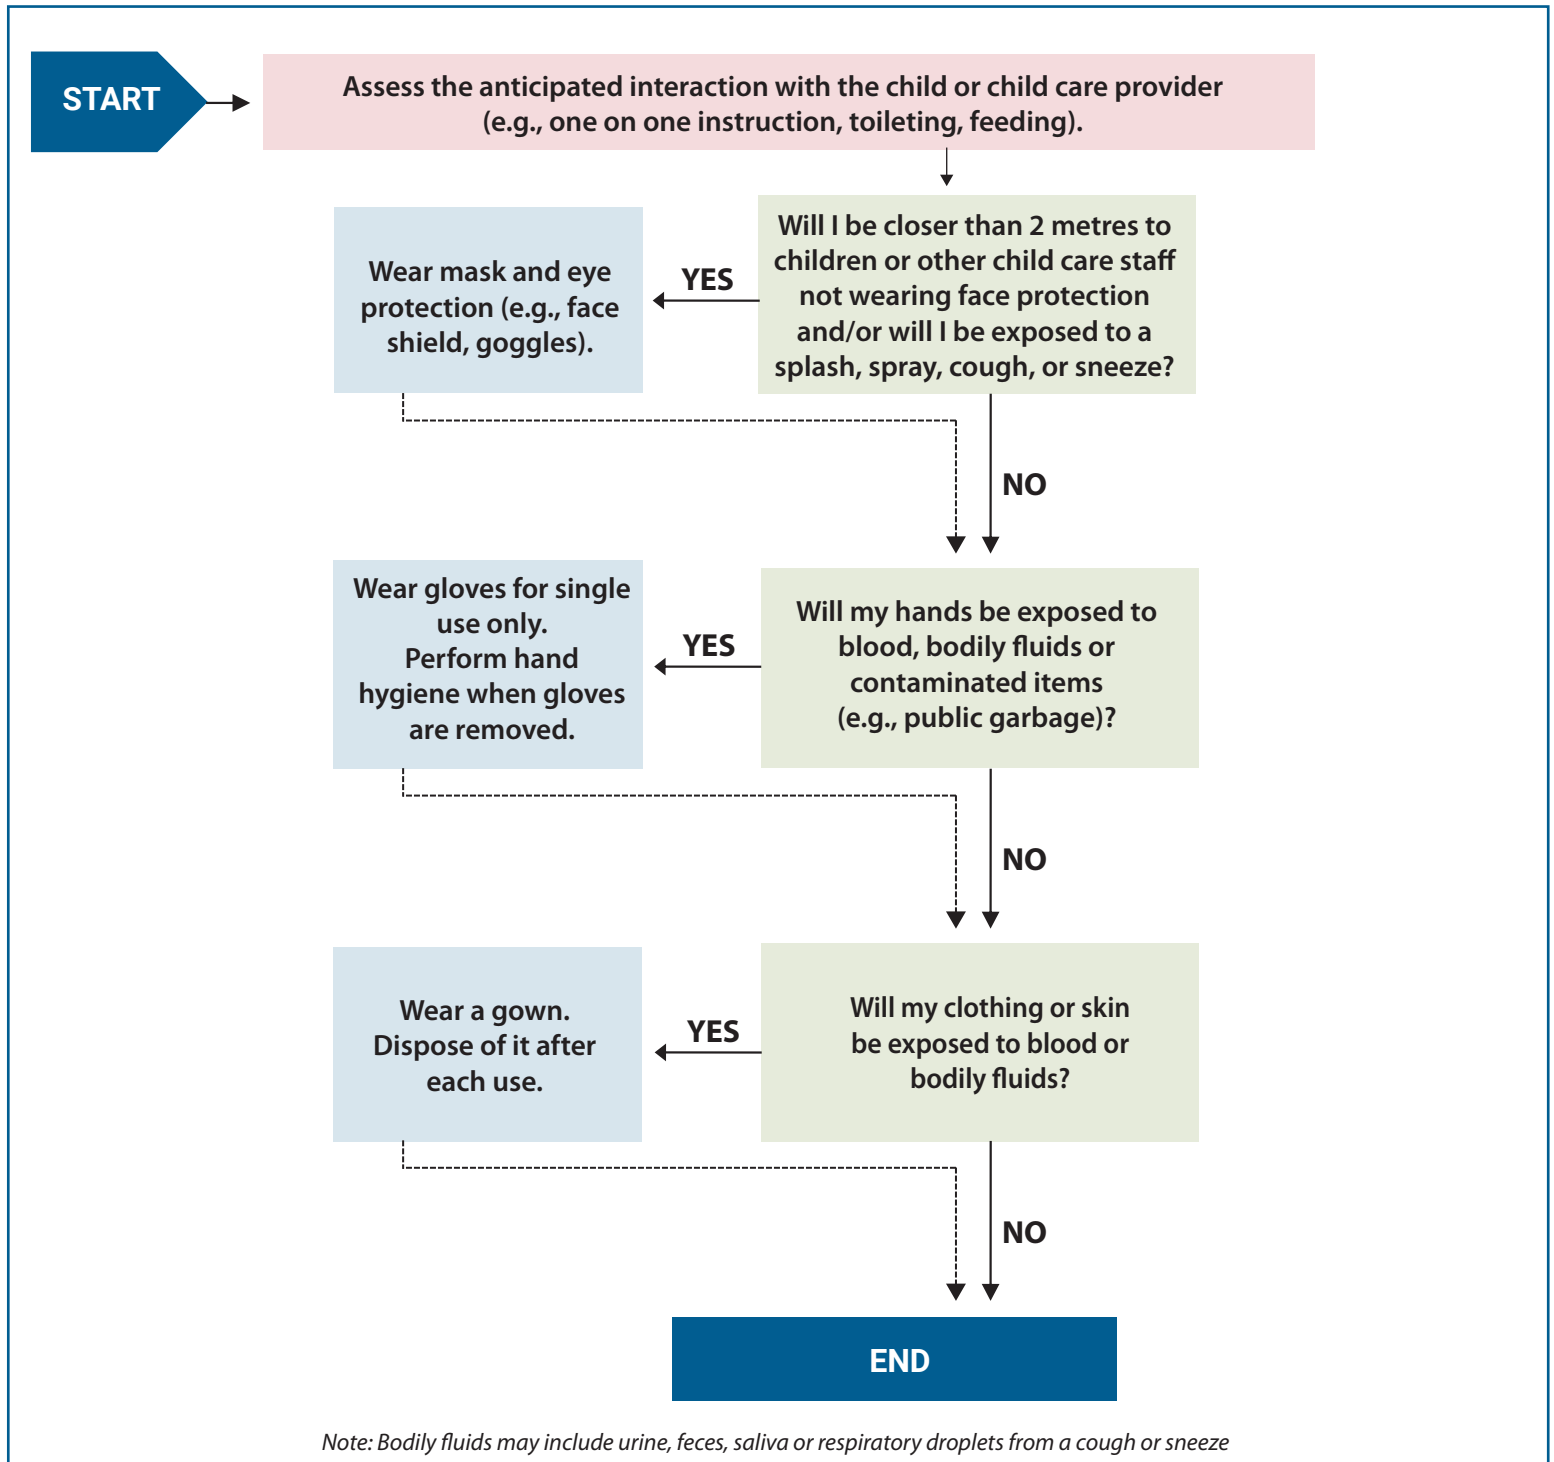 START
Assess the anticipated interaction with the child or child care provider
(e.g., one on one instruction, toileting, feeding).
Will I be closer than 2 metres to
children or other child care staff
not wearing face protection
and/or will I be exposed to a
splash, spray, cough, or sneeze?
YES
Wear mask and eye
protection (e.g., face
shield, goggles).
NO
Will my hands be exposed to
blood, bodily fluids or
contaminated items
(e.g., public garbage)?
YES
Wear gloves for single
use only.
Perform hand
hygiene when gloves
are removed.
NO
Will my clothing or skin
be exposed to blood or
bodily fluids?
YES
Wear a gown.
Dispose of it after
each use.
NO
END
Note: Bodily fluids may include urine, feces, saliva or respiratory droplets from a cough or sneeze